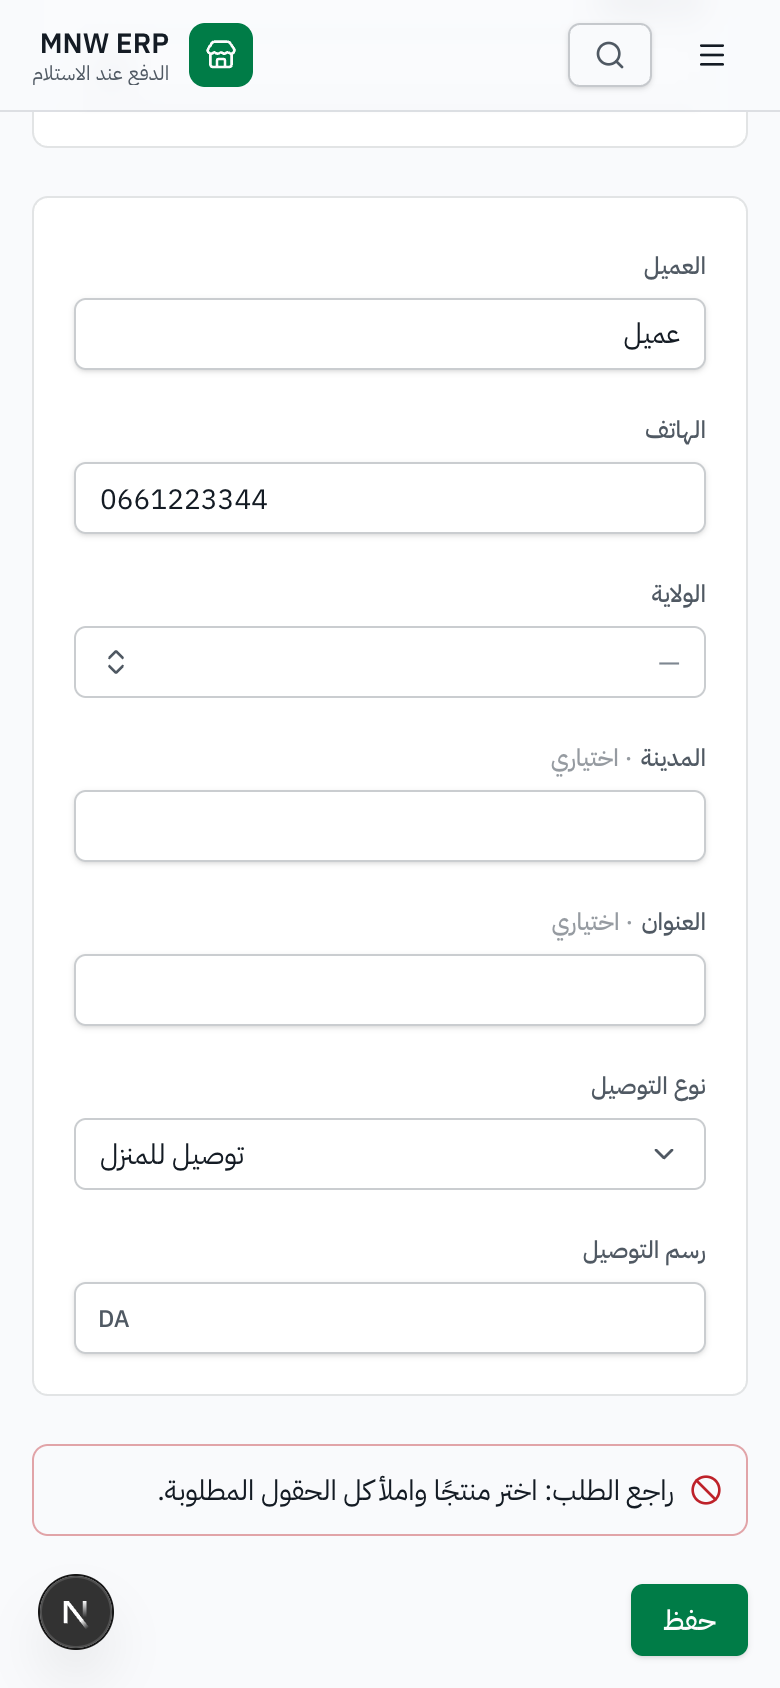 MNW ERP
الدفع عند الاستلام
العميل
عميل
الهاتف
0661223344
الولاية
—
المدينة · اختياري
العنوان · اختياري
نوع التوصيل
توصيل للمنزل
رسم التوصيل
DA
راجع الطلب: اختر منتجًا واملأ كل الحقول المطلوبة.
حفظ
N